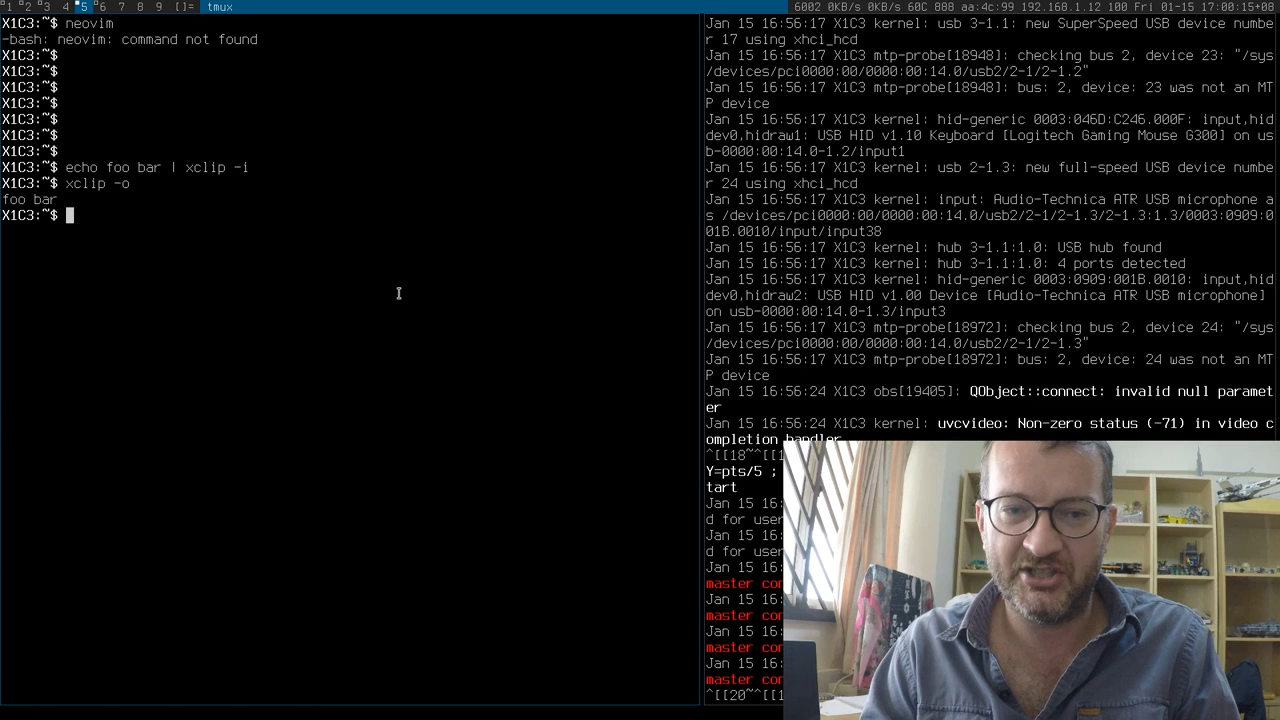 1 2 3 4 5 6 7 8 9 []= tmux 6002 0KB/s 0KB/s 60C 888 aa:4c:99 192.168.1.12 100 Fri 01-15 17:00:15+08
X1C3:~$ neovim
-bash: neovim: command not found
X1C3:~$
X1C3:~$
X1C3:~$
X1C3:~$
X1C3:~$
X1C3:~$
X1C3:~$
X1C3:~$ echo foo bar | xclip -i
X1C3:~$ xclip -o
foo bar
X1C3:~$
Jan 15 16:56:17 X1C3 kernel: usb 3-1.1: new SuperSpeed USB device numbe
r 17 using xhci_hcd
Jan 15 16:56:17 X1C3 mtp-probe[18948]: checking bus 2, device 23: "/sys
/devices/pci0000:00/0000:00:14.0/usb2/2-1/2-1.2"
Jan 15 16:56:17 X1C3 mtp-probe[18948]: bus: 2, device: 23 was not an MT
P device
Jan 15 16:56:17 X1C3 kernel: hid-generic 0003:046D:C246.000F: input,hid
dev0,hidraw1: USB HID v1.10 Keyboard [Logitech Gaming Mouse G300] on us
b-0000:00:14.0-1.2/input1
Jan 15 16:56:17 X1C3 kernel: usb 2-1.3: new full-speed USB device numbe
r 24 using xhci_hcd
Jan 15 16:56:17 X1C3 kernel: input: Audio-Technica ATR USB microphone a
s /devices/pci0000:00/0000:00:14.0/usb2/2-1/2-1.3/2-1.3:1.3/0003:0909:0
01B.0010/input/input38
Jan 15 16:56:17 X1C3 kernel: hub 3-1.1:1.0: USB hub found
Jan 15 16:56:17 X1C3 kernel: hub 3-1.1:1.0: 4 ports detected
Jan 15 16:56:17 X1C3 kernel: hid-generic 0003:0909:001B.0010: input,hid
dev0,hidraw2: USB HID v1.00 Device [Audio-Technica ATR USB microphone]
on usb-0000:00:14.0-1.3/input3
Jan 15 16:56:17 X1C3 mtp-probe[18972]: checking bus 2, device 24: "/sys
/devices/pci0000:00/0000:00:14.0/usb2/2-1/2-1.3"
Jan 15 16:56:17 X1C3 mtp-probe[18972]: bus: 2, device: 24 was not an MT
P device
Jan 15 16:56:24 X1C3 obs[19405]: QObject::connect: invalid null paramet
er
Jan 15 16:56:24 X1C3 kernel: uvcvideo: Non-zero status (-71) in video c
ompletion handler
^[[18~^[[1
Y=pts/5 ;
tart
Jan 15 16:
d for user
Jan 15 16:
d for user
Jan 15 16:
master con
Jan 15 16:
master con
Jan 15 16:
master con
Jan 15 16:
master con
^[[20~^[[1